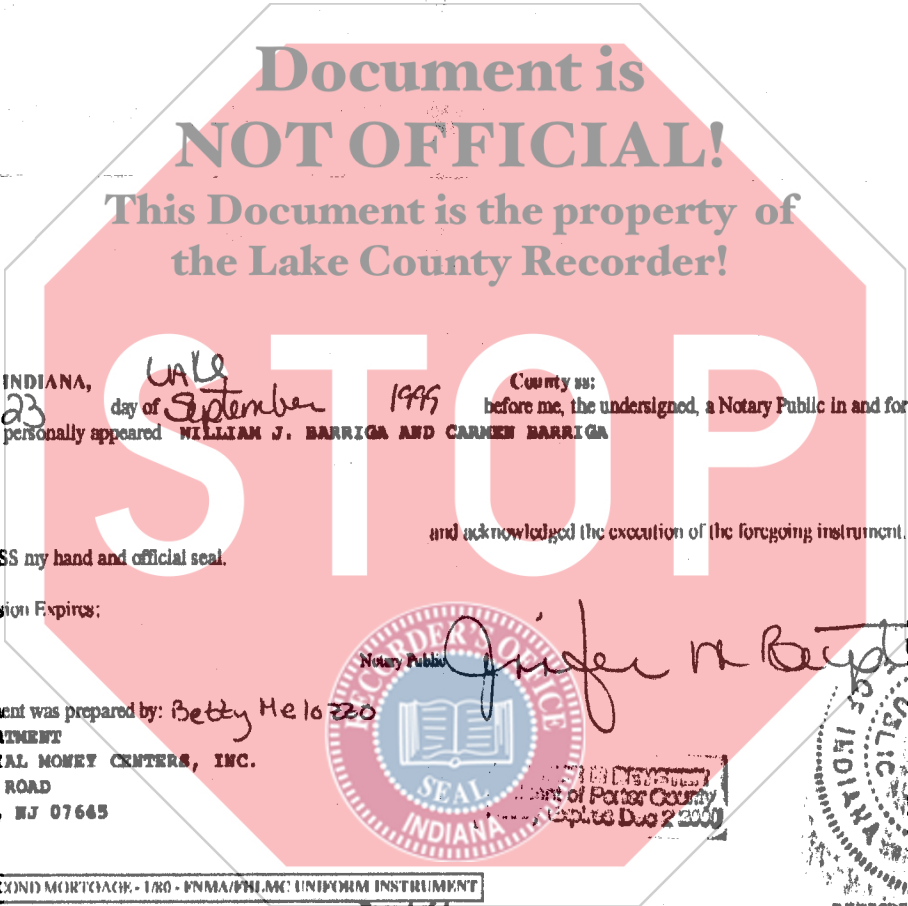 Document is
NOT OFFICIAL!
This Document is the property of
the Lake County Recorder!
STOP
INDIANA, LAKE County ss:
23 day of September 1999 before me, the undersigned, a Notary Public in and for
personally appeared WILLIAM J. BARRIGA AND CARMEN BARRIGA
and acknowledged the execution of the foregoing instrument.
SS my hand and official seal.
sion Expires:
RECORDER'S OFFICE
Notary Public
ent was prepared by: Betty Melozzo
ATMENT
AL MONEY CENTERS, INC.
ROAD
, NJ 07645
SEAL
INDIANA
of Porter County
2 2000
INDIANA
COND MORTGAGE - 1/80 - FNMA/FHLMC UNIFORM INSTRUMENT